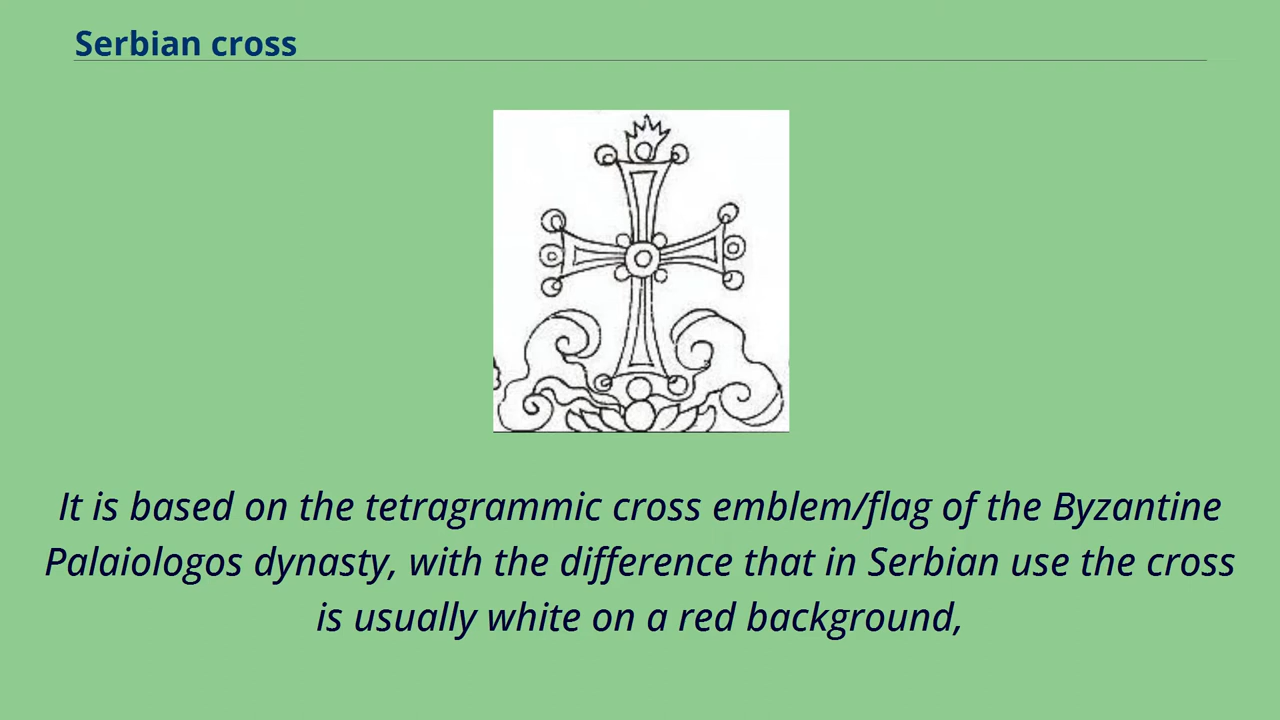 Serbian cross
It is based on the tetragrammic cross emblem/flag of the Byzantine
Palaiologos dynasty, with the difference that in Serbian use the cross
is usually white on a red background,